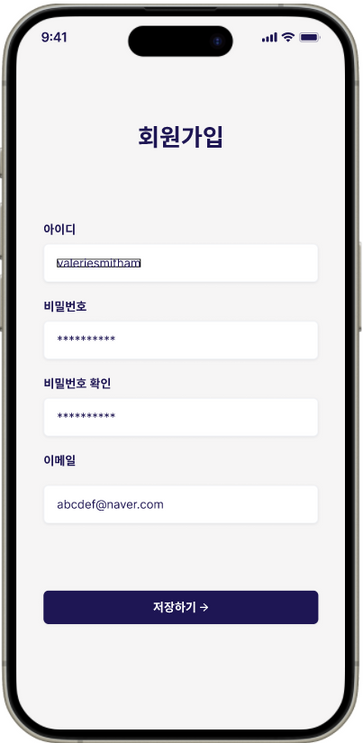 9:41
회원가입
아이디
valeriesmitham
비밀번호
**********
비밀번호 확인
**********
이메일
abcdef@naver.com
저장하기 →